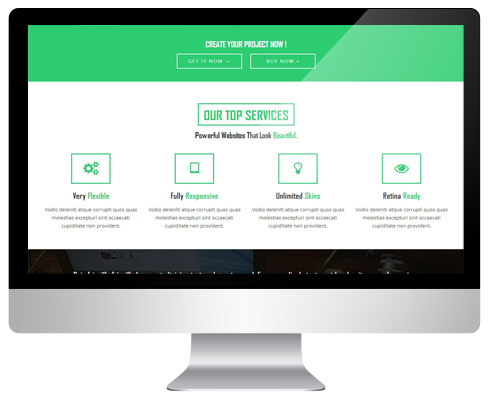 CREATE YOUR PROJECT NOW !
GET IT NOW → BUY NOW
OUR TOP SERVICES
Powerful Websites That Look Beautiful.
Very Flexible
Vodio deleniti atque corrupti quos quas
molestias excepturi sint occaecati
cupiditate non provident.
Fully Responsive
Vodio deleniti atque corrupti quos quas
molestias excepturi sint occaecati
cupiditate non provident.
Unlimited Skins
Vodio deleniti atque corrupti quos quas
molestias excepturi sint occaecati
cupiditate non provident.
Retina Ready
Vodio deleniti atque corrupti quos quas
molestias excepturi sint occaecati
cupiditate non provident.